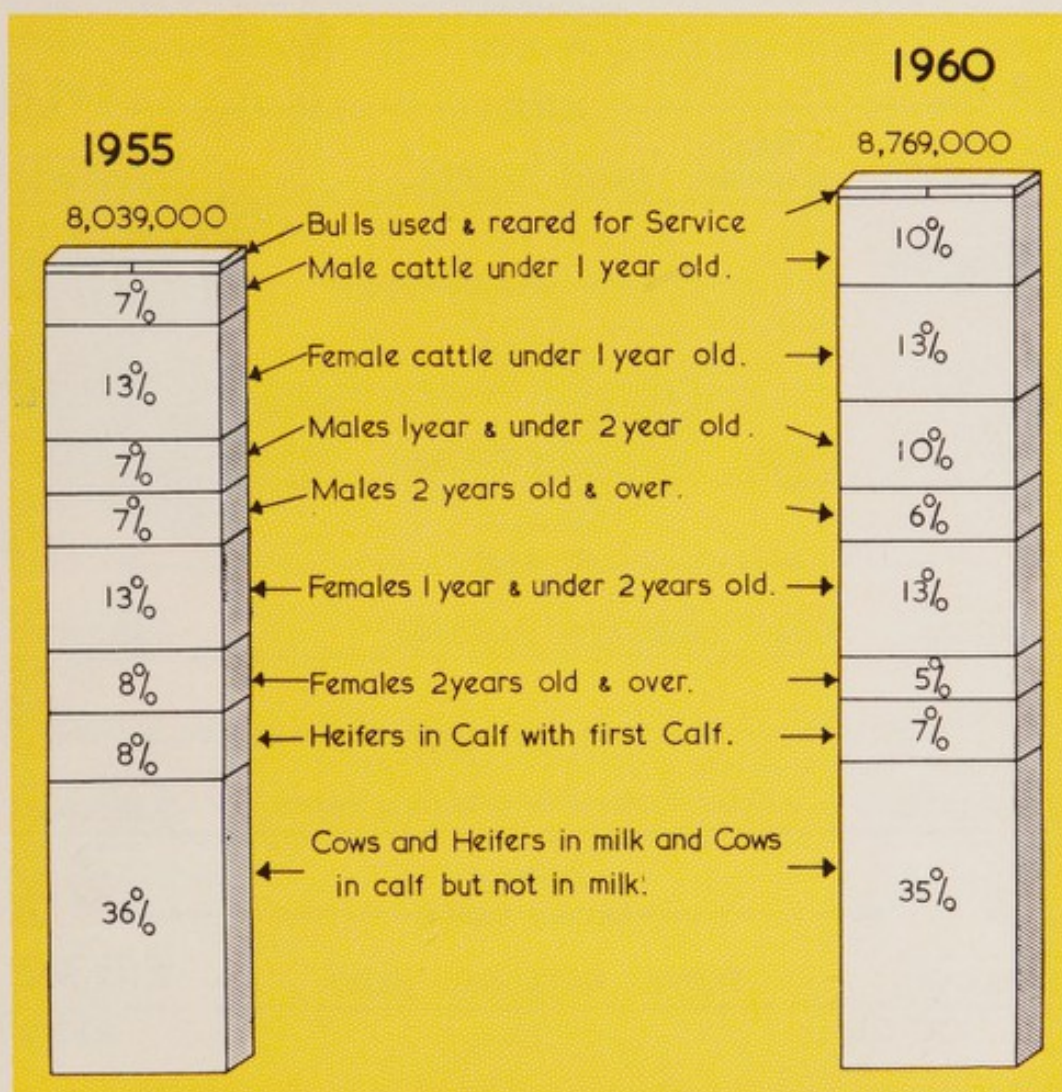 1955
8,039,000
7%
13%
7%
7%
13%
8%
8%
36%
Bulls used & reared for Service
Male cattle under 1 year old.
Female cattle under 1 year old.
Males 1year & under 2 year old.
Males 2 years old & over.
Females 1 year & under 2 years old.
Females 2years old & over.
Heifers in Calf with first Calf.
Cows and Heifers in milk and Cows
in calf but not in milk.
1960
8,769,000
10%
13%
10%
6%
13%
5%
7%
35%